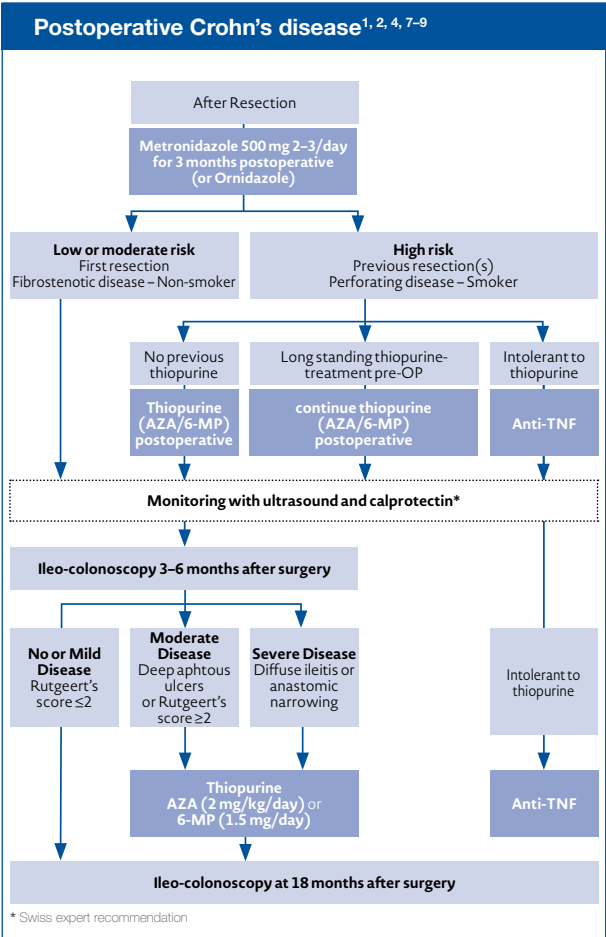 Postoperative Crohn's disease1, 2, 4, 7–9
After Resection
Metronidazole 500 mg 2–3/day
for 3 months postoperative
(or Ornidazole)
Low or moderate risk
First resection
Fibrostenotic disease – Non-smoker
High risk
Previous resection(s)
Perforating disease – Smoker
No previous
thiopurine
Thiopurine
(AZA/6-MP)
postoperative
Long standing thiopurine-
treatment pre-OP
continue thiopurine
(AZA/6-MP)
postoperative
Intolerant to
thiopurine
Anti-TNF
Monitoring with ultrasound and calprotectin*
Ileo-colonoscopy 3–6 months after surgery
No or Mild
Disease
Rutgeert's
score ≤2
Moderate
Disease
Deep aphtous
ulcers
or Rutgeert's
score ≥2
Severe Disease
Diffuse ileitis or
anastomic
narrowing
Intolerant to
thiopurine
Thiopurine
AZA (2 mg/kg/day) or
6-MP (1.5 mg/day)
Anti-TNF
Ileo-colonoscopy at 18 months after surgery
* Swiss expert recommendation